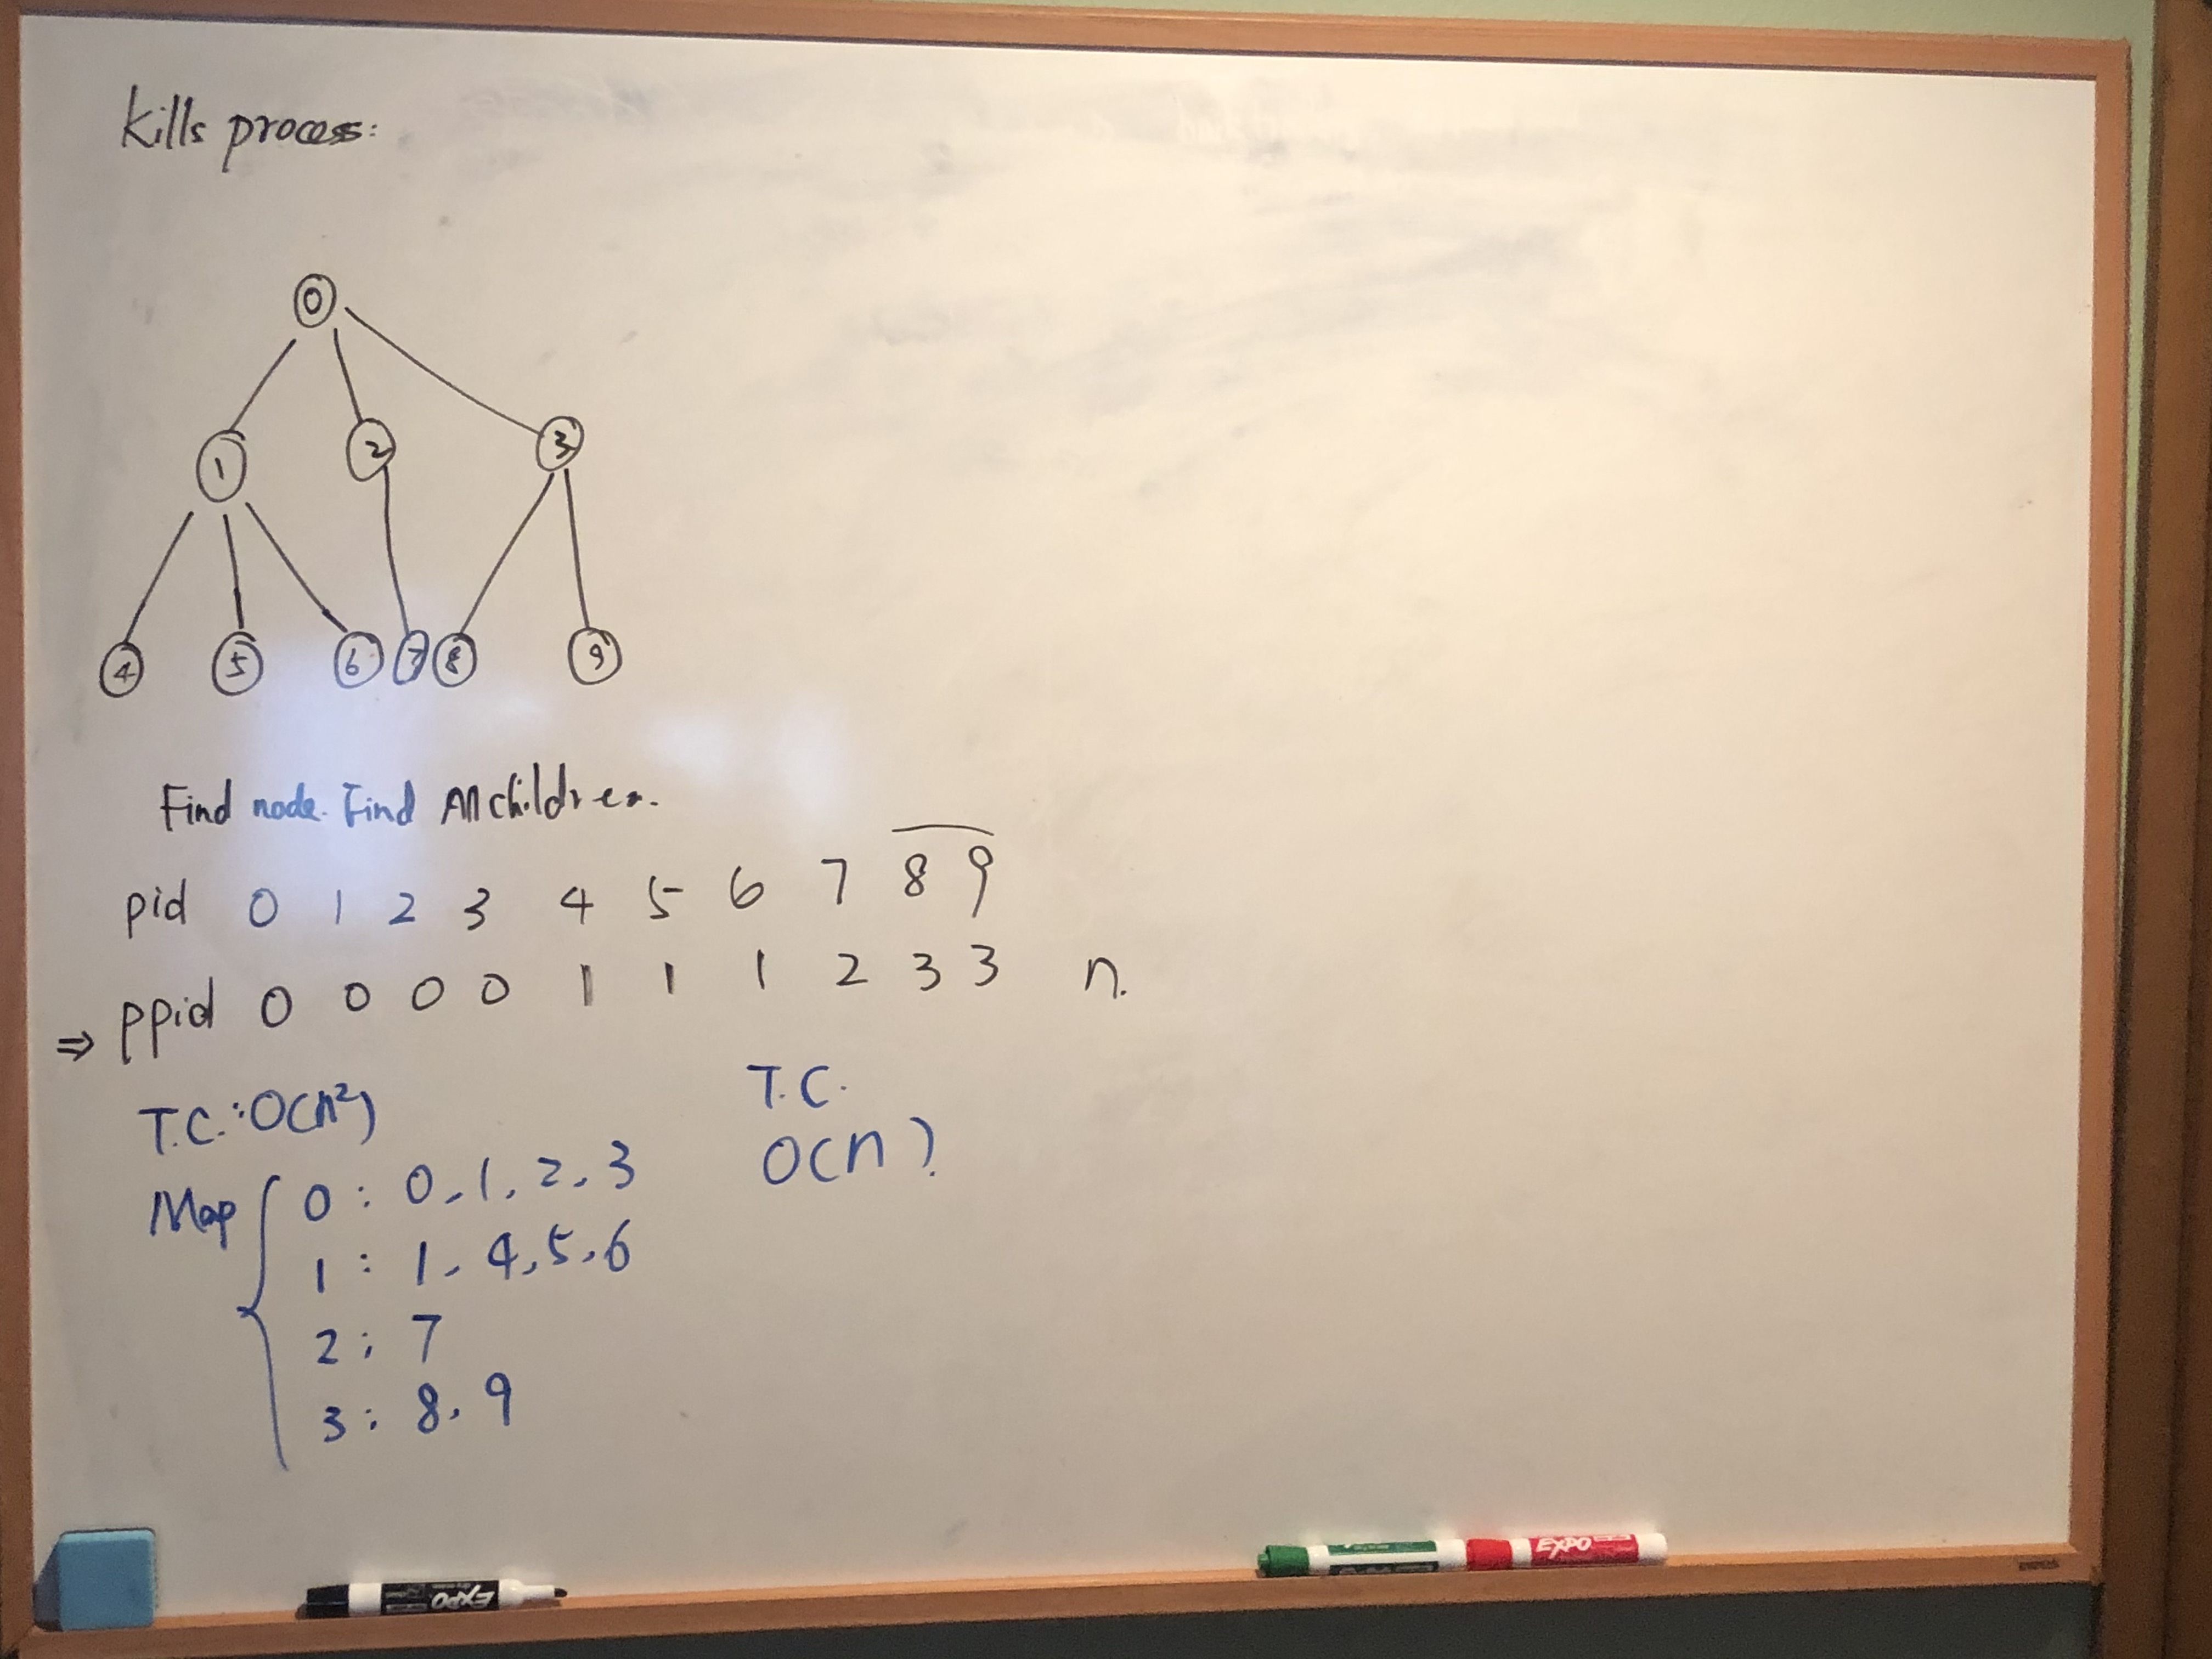 kills process:
0
1 2 3
4 5 6 7 8 9
Find node. Find All children.
pid 0 1 2 3 4 5 6 7 8 9
⇒ ppid 0 0 0 0 1 1 1 2 3 3 n.
T.C.: O(n²)
T.C.
O(n)
Map { 0 : 0, 1, 2, 3
1 : 1, 4, 5, 6
2 : 7
3 : 8, 9
EXPO
EXPO